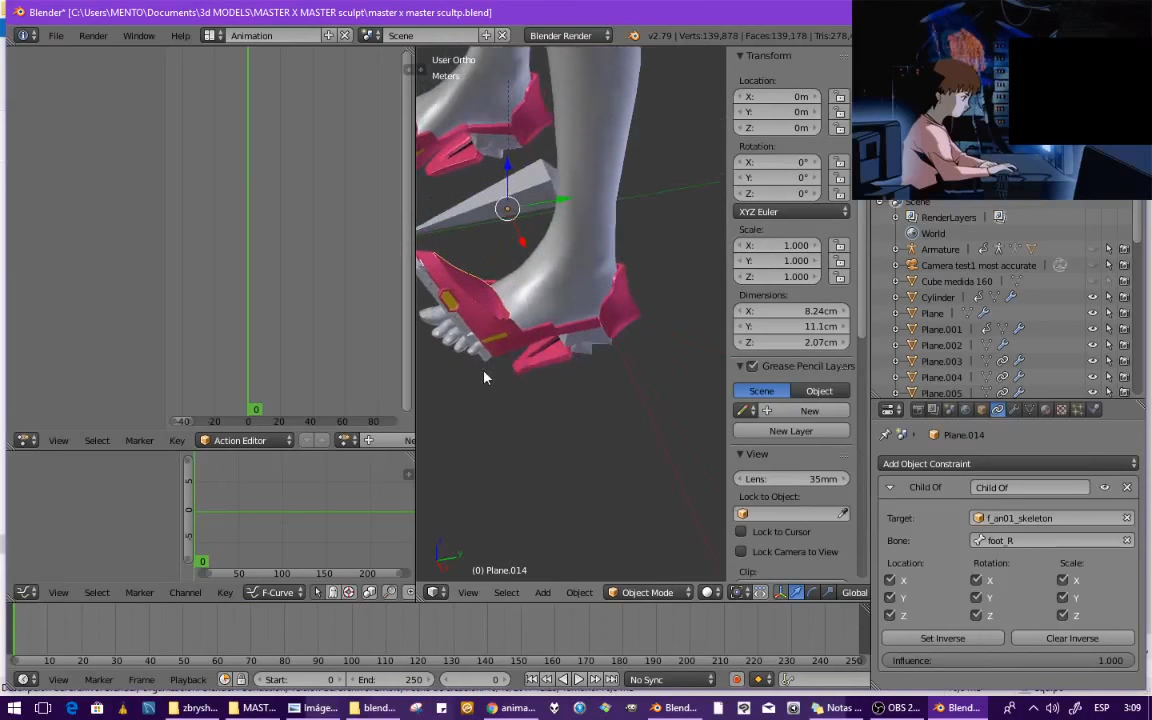 Blender* [C:\Users\MENTO\Documents\3d MODELS\MASTER X MASTER sculpt\master x master scultp.blend]
File Render Window Help Animation Scene Blender Render v2.79 | Verts:139,878 | Faces:139,178 | Tris:278,
User Ortho
Meters
Transform
Location:
X: 0m
Y: 0m
Z: 0m
Rotation:
X: 0°
Y: 0°
Z: 0°
XYZ Euler
Scale:
X: 1.000
Y: 1.000
Z: 1.000
Dimensions:
X: 8.24cm
Y: 11.1cm
Z: 2.07cm
Grease Pencil Layers
Scene Object
New
New Layer
View
Lens: 35mm
Lock to Object:
Lock to Cursor
Lock Camera to View
Clip:
(0) Plane.014
View Select Add Object Object Mode Global
Scene
RenderLayers
World
Armature
Camera test1 most accurate
Cube medida 160
Cylinder
Plane
Plane.001
Plane.002
Plane.003
Plane.004
Plane.005
Plane.014
Add Object Constraint
Child Of Child Of
Target: f_an01_skeleton
Bone: foot_R
Location: Rotation: Scale:
X X X
Y Y Y
Z Z Z
Set Inverse Clear Inverse
Influence: 1.000
-40 -20 0 20 40 60 80
0
View Select Marker Key Action Editor Ne
5
0
-5
0
50 100 150 200
View Select Marker Channel Key F-Curve
0 10 20 30 40 50 60 70 80 90 100 110 120 130 140 150 160 170 180 190 200 210 220 230 240 250
View Marker Frame Playback Start: 0 End: 250 0 No Sync
zbrysh... MAST... Imáge... blend... anima... Blend... Notas ... OBS 2... Blend... ESP 3:09